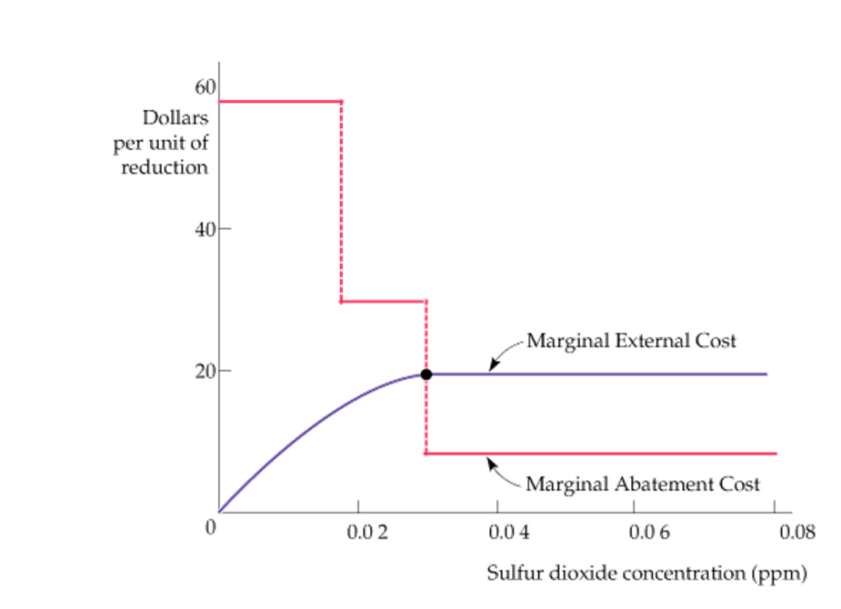 60
Dollars
per unit of
reduction
40
Marginal External Cost
20
Marginal Abatement Cost
0
0.0 2
0.0 4
0.0 6
0.08
Sulfur dioxide concentration (ppm)